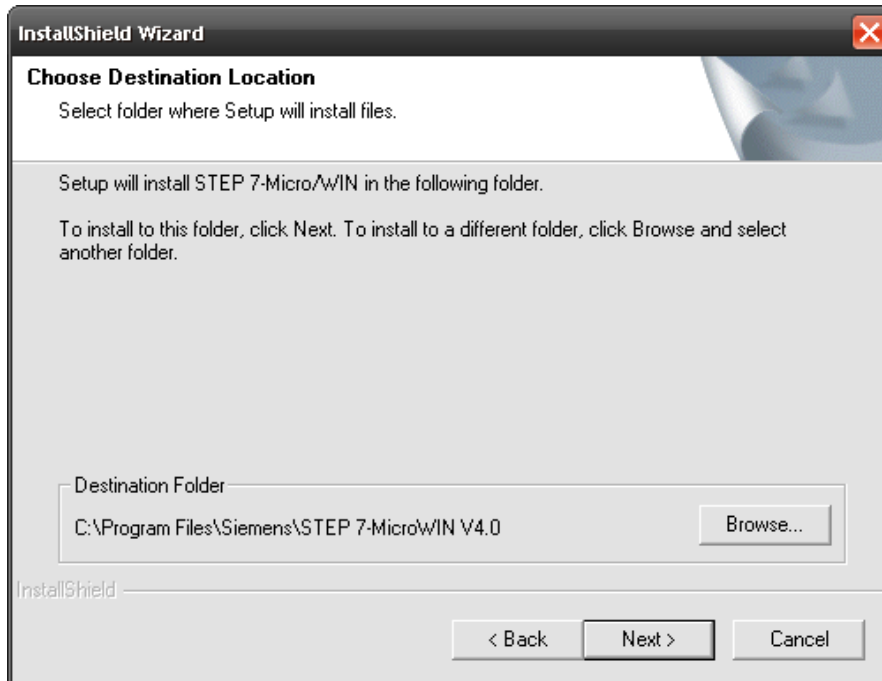 InstallShield Wizard
Choose Destination Location
Select folder where Setup will install files.
Setup will install STEP 7-Micro/WIN in the following folder.
To install to this folder, click Next. To install to a different folder, click Browse and select
another folder.
Destination Folder
C:\Program Files\Siemens\STEP 7-MicroWIN V4.0
Browse...
InstallShield
< Back
Next >
Cancel